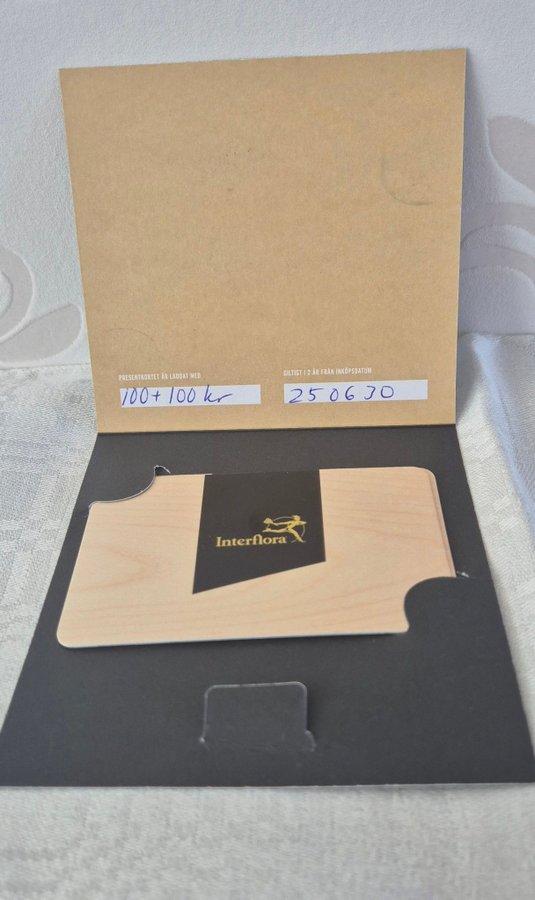 PRESENTKORTET ÄR LADDAT MED
100+100 kr
GILTIGT I 2 ÅR FRÅN INKÖPSDATUM
250630
Interflora